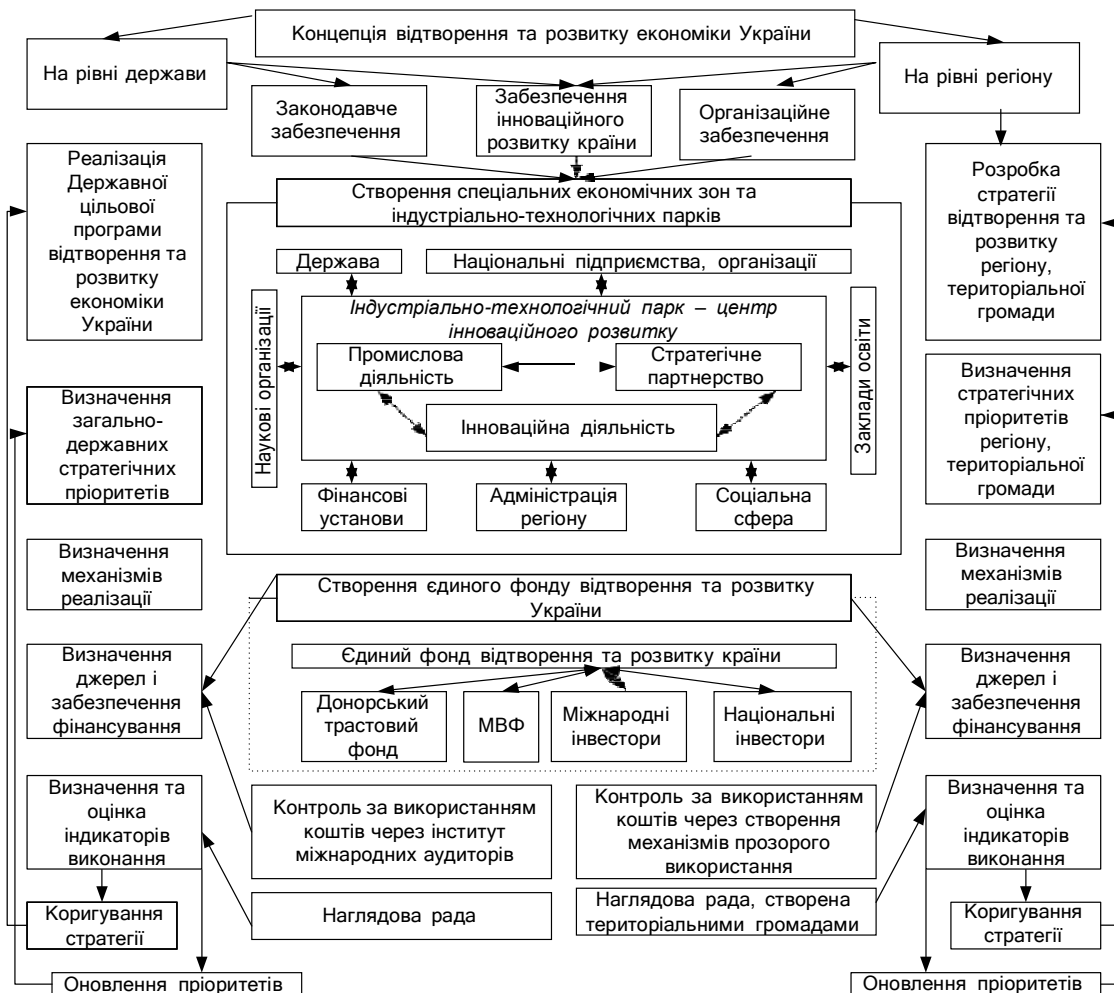 Концепція відтворення та розвитку економіки України
На рівні держави
На рівні регіону
Законодавче
забезпечення
Забезпечення
інноваційного
розвитку країни
Організаційне
забезпечення
Реалізація
Державної
цільової
програми
відтворення та
розвитку
економіки
України
Створення спеціальних економічних зон та
індустріально-технологічних парків
Розробка
стратегії
відтворення та
розвитку
регіону,
територіальної
громади
Держава
Національні підприємства, організації
Наукові організації
Індустріально-технологічний парк – центр
інноваційного розвитку
Промислова
діяльність
Стратегічне
партнерство
Інноваційна діяльність
Заклади освіти
Фінансові
установи
Адміністрація
регіону
Соціальна
сфера
Визначення
загально-
державних
стратегічних
пріоритетів
Визначення
стратегічних
пріоритетів
регіону,
територіальної
громади
Визначення
механізмів
реалізації
Створення єдиного фонду відтворення та розвитку
України
Визначення
механізмів
реалізації
Визначення
джерел і
забезпечення
фінансування
Єдиний фонд відтворення та розвитку країни
Донорський
трастовий
фонд
МВФ
Міжнародні
інвестори
Національні
інвестори
Визначення
джерел і
забезпечення
фінансування
Визначення та
оцінка
індикаторів
виконання
Контроль за використанням
коштів через інститут
міжнародних аудиторів
Контроль за використанням
коштів через створення
механізмів прозорого
використання
Визначення та
оцінка
індикаторів
виконання
Коригування
стратегії
Наглядова рада
Наглядова рада, створена
територіальними громадами
Коригування
стратегії
Оновлення пріоритетів
Оновлення пріоритетів